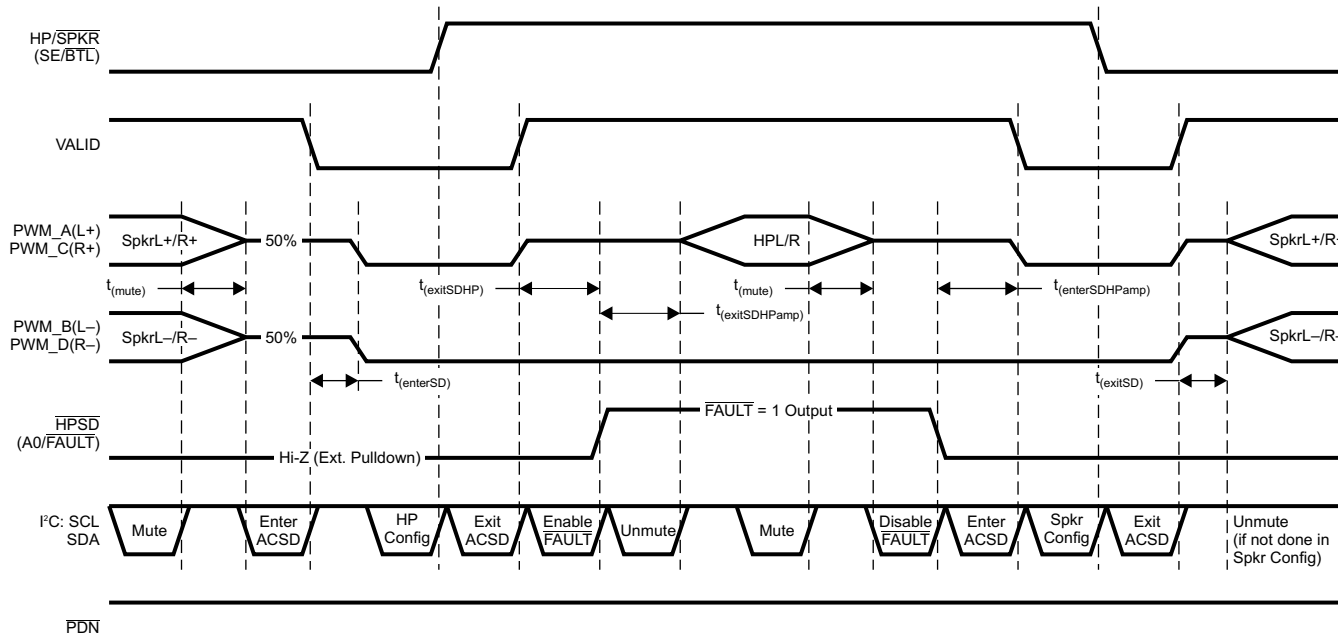 HP/SPKR
(SE/BTL)
VALID
PWM_A(L+)
PWM_C(R+)
SpkrL+/R+
50%
HPL/R
SpkrL+/R+
t(mute)
t(exitSDHP)
t(mute)
t(enterSDHPamp)
t(exitSDHPamp)
PWM_B(L–)
PWM_D(R–)
SpkrL–/R–
50%
SpkrL–/R–
t(enterSD)
t(exitSD)
HPSD
(A0/FAULT)
FAULT = 1 Output
Hi-Z (Ext. Pulldown)
I²C: SCL
SDA
Mute
Enter
ACSD
HP
Config
Exit
ACSD
Enable
FAULT
Unmute
Mute
Disable
FAULT
Enter
ACSD
Spkr
Config
Exit
ACSD
Unmute
(if not done in
Spkr Config)
PDN